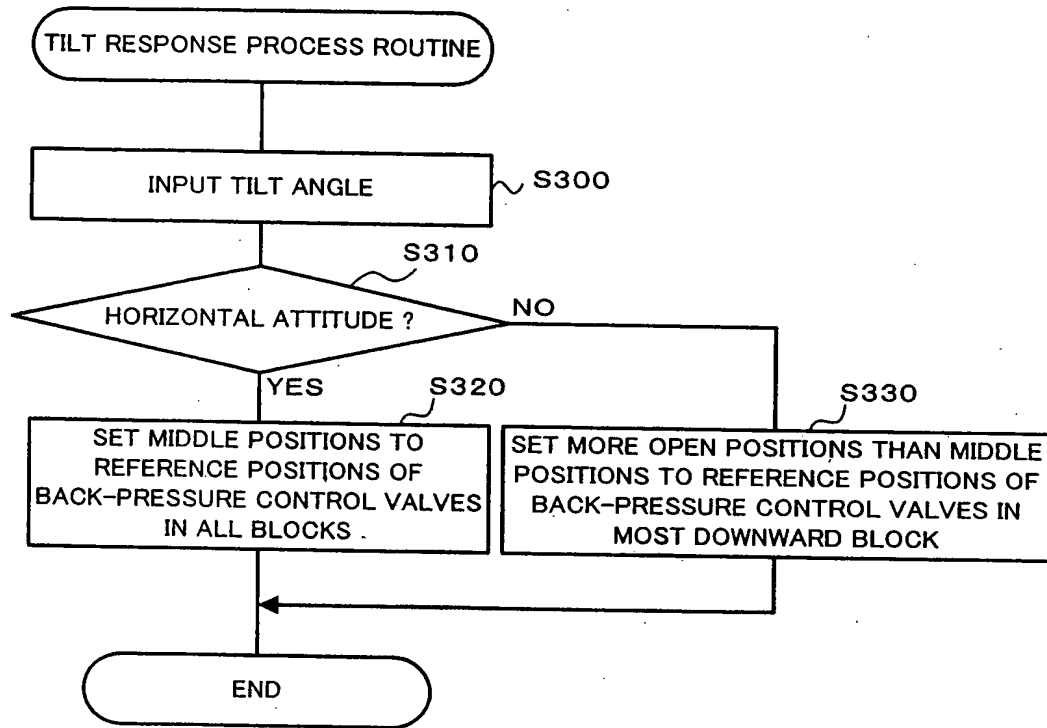 TILT RESPONSE PROCESS ROUTINE
INPUT TILT ANGLE
S300
S310
HORIZONTAL ATTITUDE ?
NO
YES
S320
SET MIDDLE POSITIONS TO
REFERENCE POSITIONS OF
BACK-PRESSURE CONTROL VALVES
IN ALL BLOCKS
S330
SET MORE OPEN POSITIONS THAN MIDDLE
POSITIONS TO REFERENCE POSITIONS OF
BACK-PRESSURE CONTROL VALVES IN
MOST DOWNWARD BLOCK
END